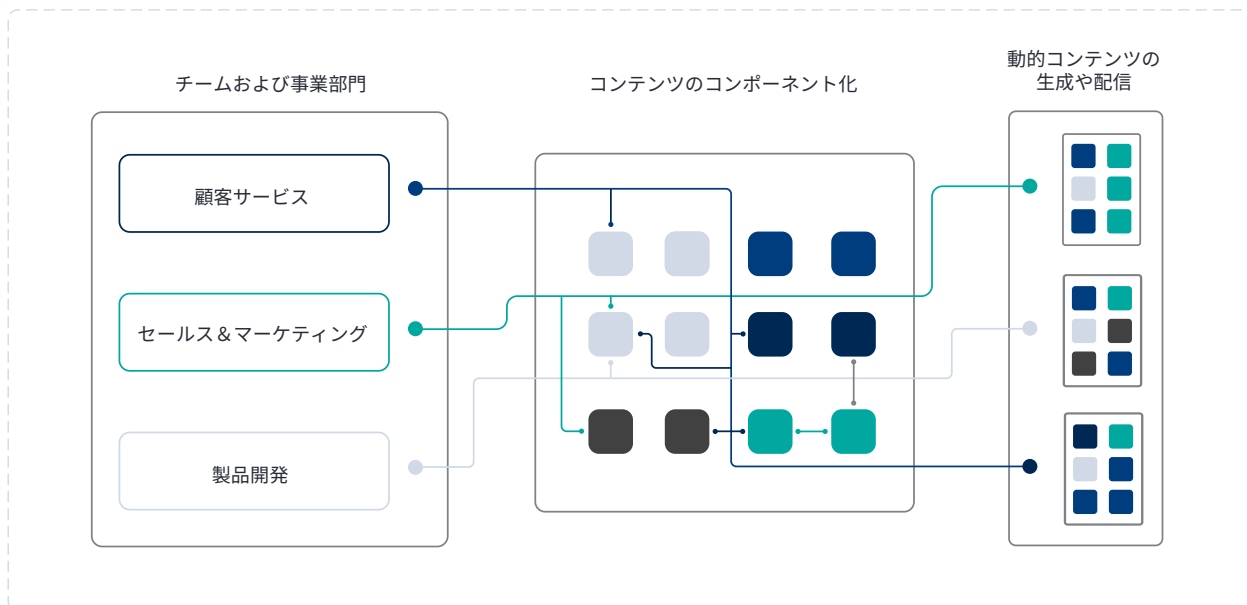 チームおよび事業部門
コンテンツのコンポーネント化
動的コンテンツの
生成や配信
顧客サービス
セールス＆マーケティング
製品開発